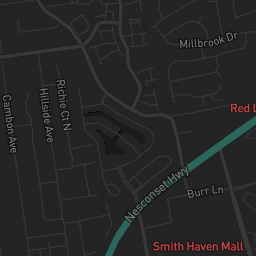 Millbrook Dr
Red L
Richie Ct N
Hillside Ave
Cambon Ave
Nesconset Hwy
Burr Ln
Smith Haven Mall